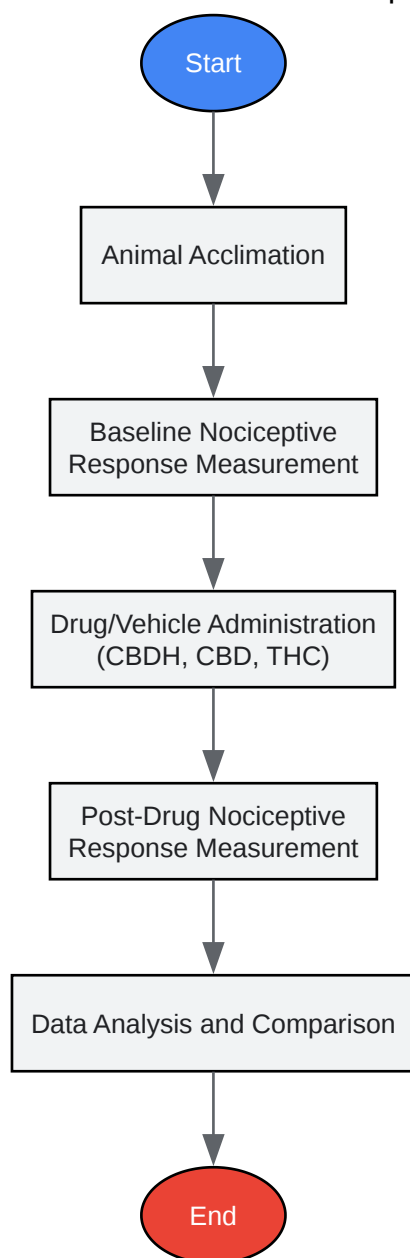 Start
Animal Acclimation
Baseline Nociceptive
Response Measurement
Drug/Vehicle Administration
(CBDH, CBD, THC)
Post-Drug Nociceptive
Response Measurement
Data Analysis and Comparison
End